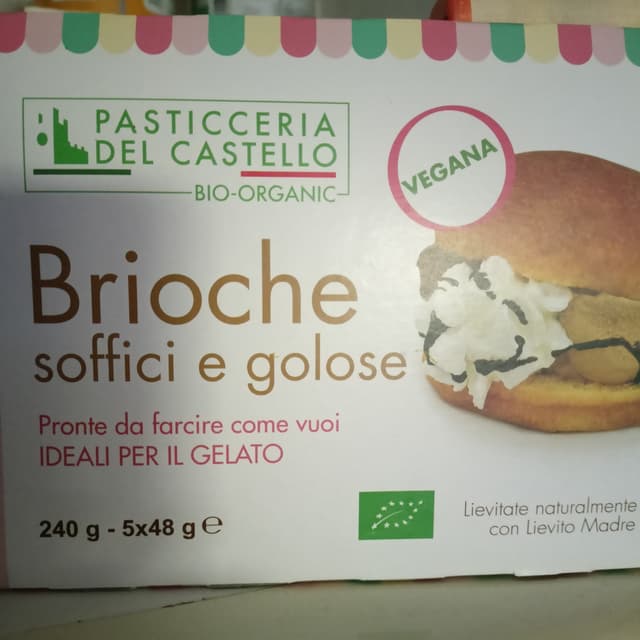 PASTICCERIA
DEL CASTELLO
BIO-ORGANIC
VEGANA
Brioche
soffici e golose
Pronte da farcire come vuoi
IDEALI PER IL GELATO
240 g - 5x48 g ℮
Lievitate naturalmente
con Lievito Madre